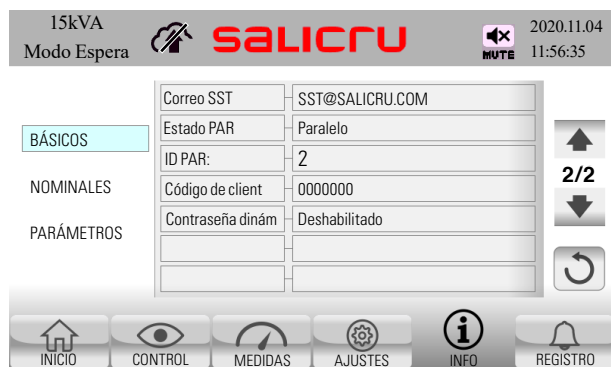 15kVA
Modo Espera
salicru
MUTE
2020.11.04
11:56:35
BÁSICOS
NOMINALES
PARÁMETROS
Correo SST SST@SALICRU.COM
Estado PAR Paralelo
ID PAR: 2
Código de client 0000000
Contraseña dinám Deshabilitado
2/2
INICIO CONTROL MEDIDAS AJUSTES INFO REGISTRO